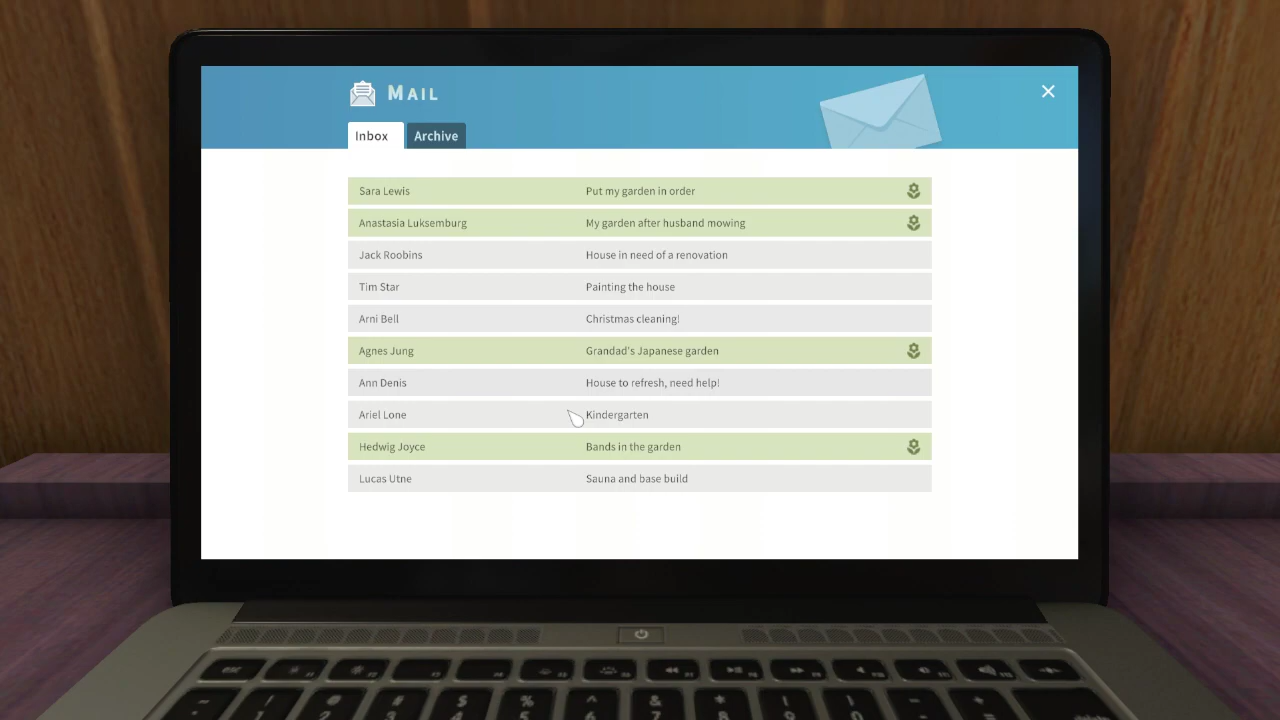 MAIL
Inbox Archive
Sara Lewis Put my garden in order
Anastasia Luksemburg My garden after husband mowing
Jack Roobins House in need of a renovation
Tim Star Painting the house
Arni Bell Christmas cleaning!
Agnes Jung Grandad's Japanese garden
Ann Denis House to refresh, need help!
Ariel Lone Kindergarten
Hedwig Joyce Bands in the garden
Lucas Utne Sauna and base build